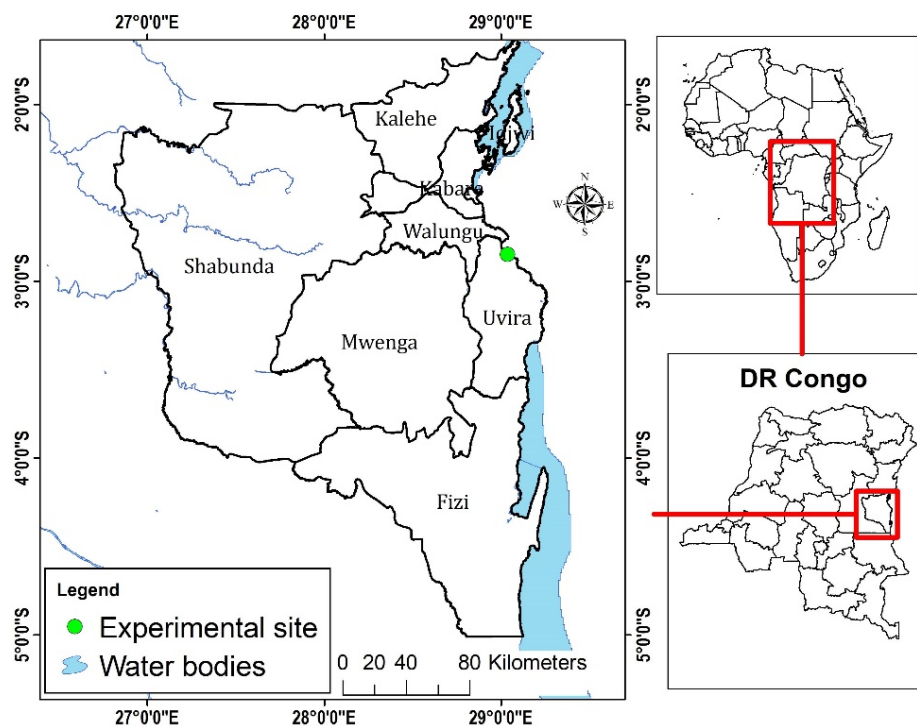 27°0'0"E 28°0'0"E 29°0'0"E
2°0'0"S
3°0'0"S
4°0'0"S
5°0'0"S
Kalehe
Idjwi
Kabare
Walungu
Shabunda
Uvira
Mwenga
Fizi
N
W E
S
Legend
Experimental site
Water bodies
0 20 40 80 Kilometers
2°0'0"S
3°0'0"S
4°0'0"S
5°0'0"S
27°0'0"E 28°0'0"E 29°0'0"E
DR Congo